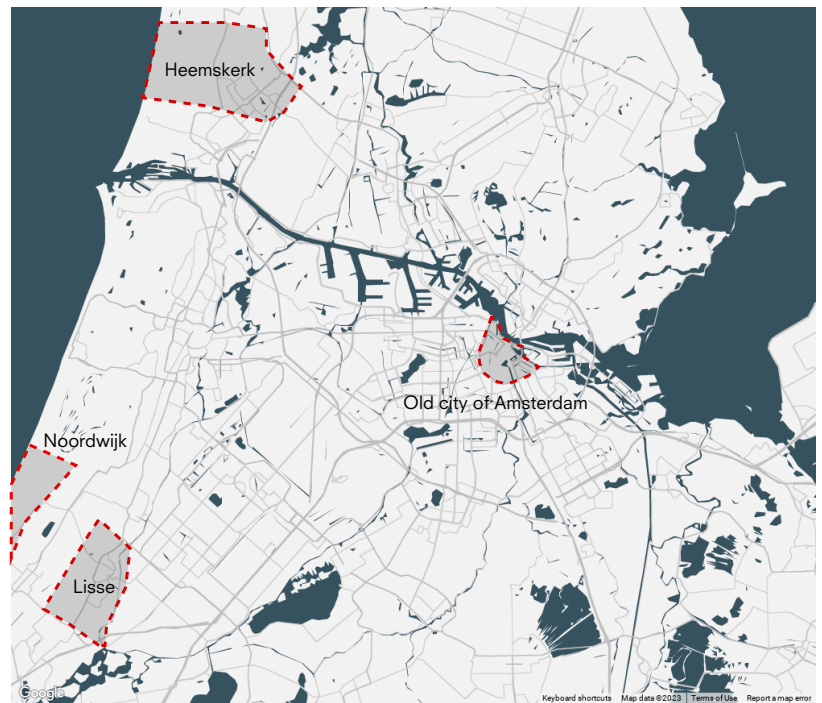 Heemskerk
Old city of Amsterdam
Noordwijk
Lisse
Google
Keyboard shortcuts
Map data ©2023
Terms of Use
Report a map error